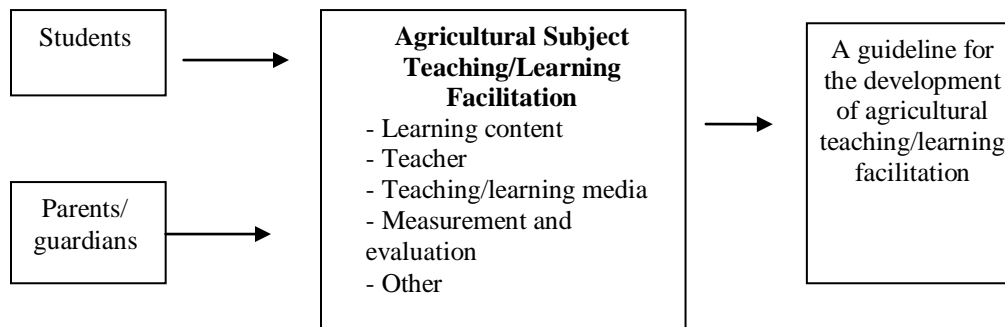 Students
Parents/
guardians
Agricultural Subject
Teaching/Learning
Facilitation
- Learning content
- Teacher
- Teaching/learning media
- Measurement and
evaluation
- Other
A guideline for
the development
of agricultural
teaching/learning
facilitation